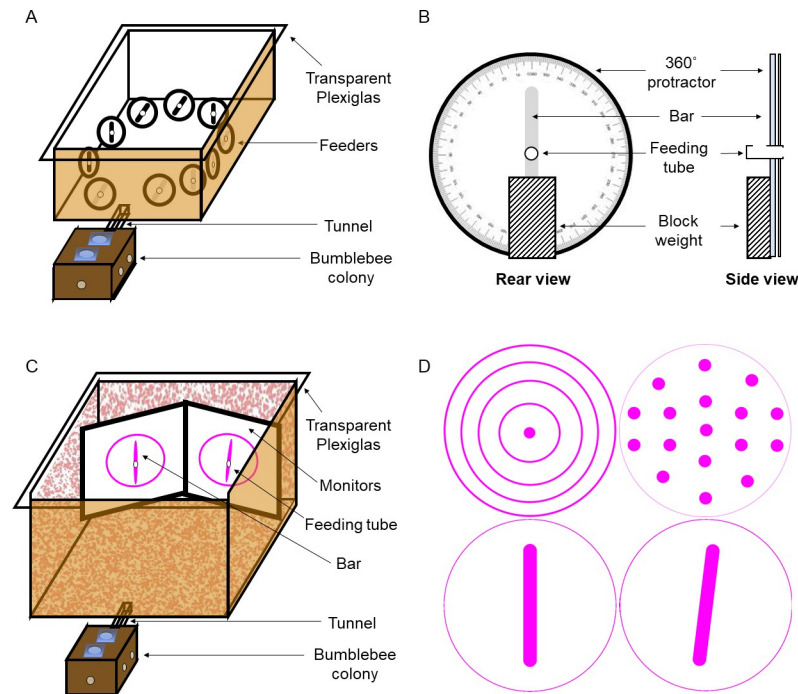 A
Transparent
Plexiglas
Feeders
Tunnel
Bumblebee
colony
B
360°
protractor
Bar
Feeding
tube
Block
weight
Rear view
Side view
C
Transparent
Plexiglas
Monitors
Feeding tube
Bar
Tunnel
Bumblebee
colony
D